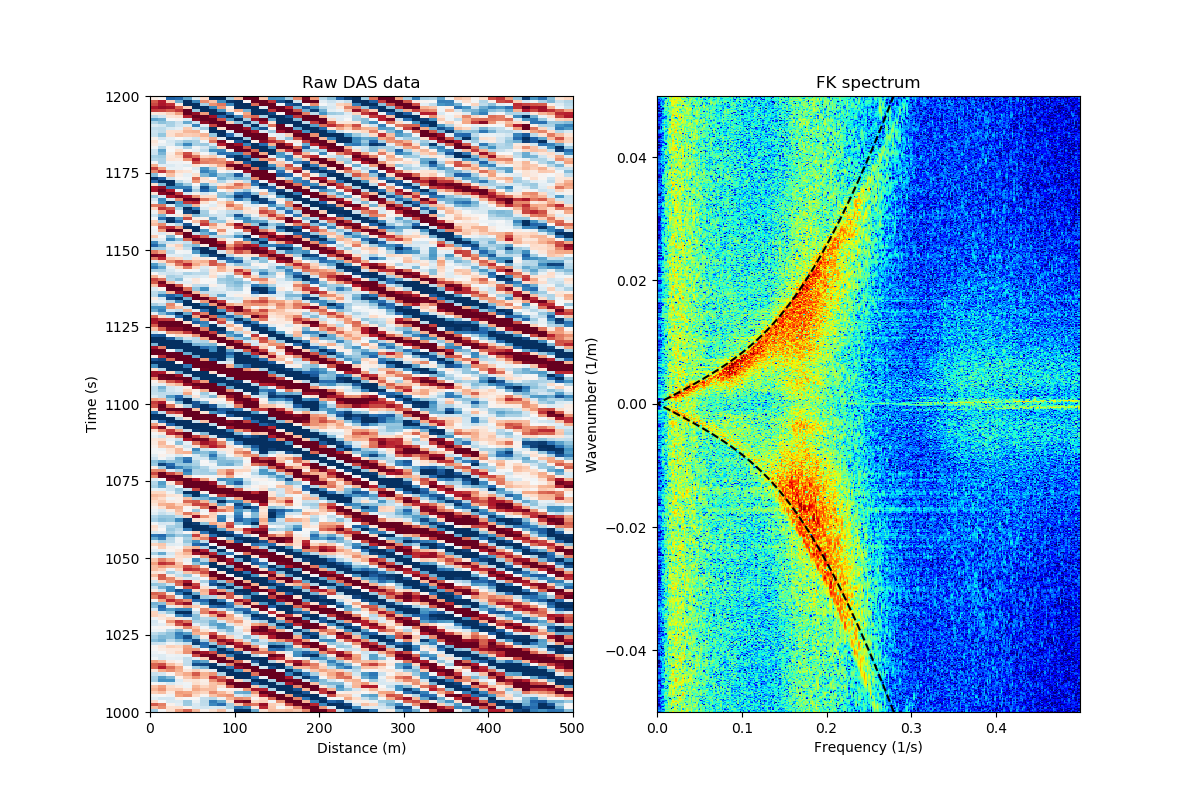 Raw DAS data
Time (s)
1200
1175
1150
1125
1100
1075
1050
1025
1000
0 100 200 300 400 500
Distance (m)
FK spectrum
Wavenumber (1/m)
0.04
0.02
0.00
−0.02
−0.04
0.0 0.1 0.2 0.3 0.4
Frequency (1/s)